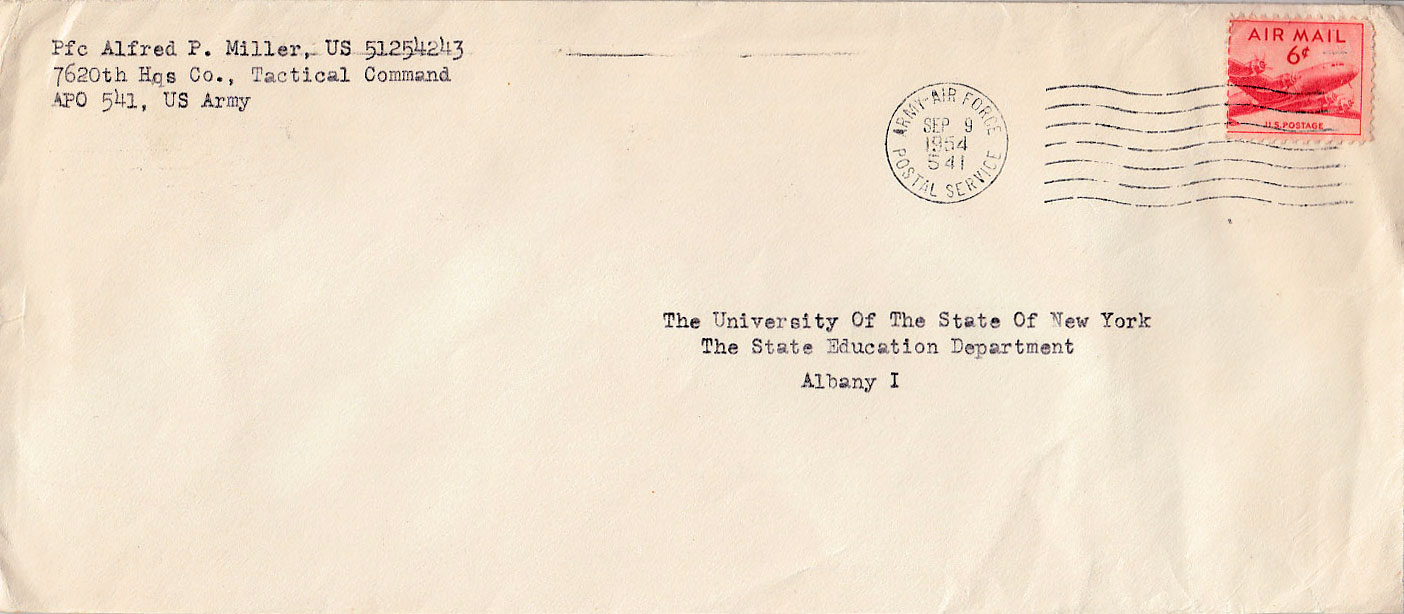 Pfc Alfred P. Miller, US 51254243
7620th Hqs Co., Tactical Command
APO 541, US Army
AIR MAIL
6¢
U.S. POSTAGE
ARMY-AIR FORCE
SEP 9
1954
541
POSTAL SERVICE
The University Of The State Of New York
The State Education Department
Albany I